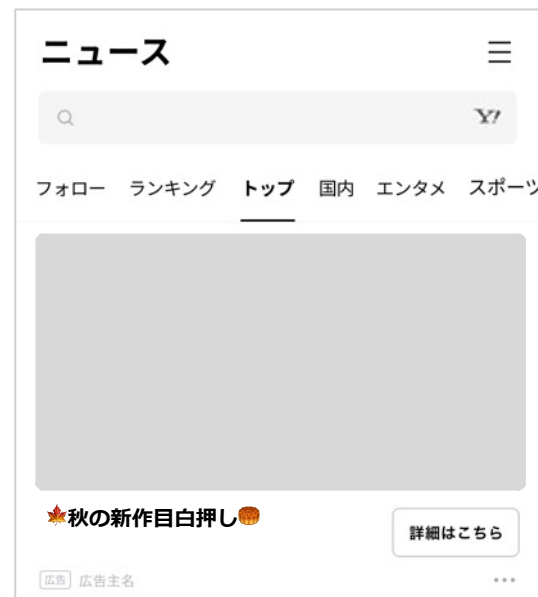 ニュース
Y!
フォロー ランキング トップ 国内 エンタメ スポーツ
🍁秋の新作目白押し🥮
詳細はこちら
広告 広告主名